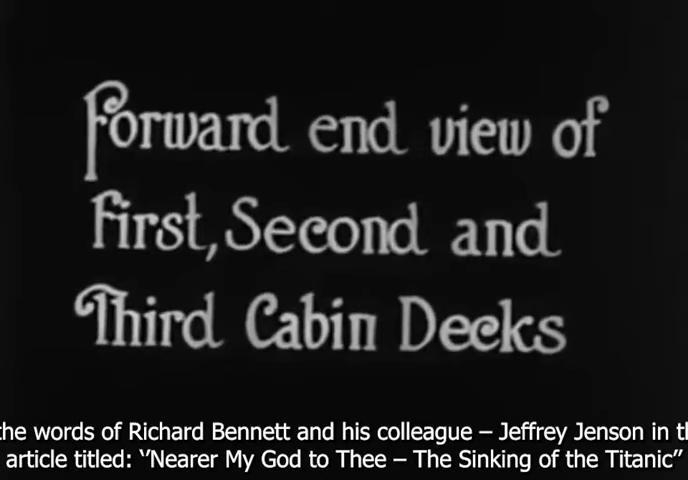 Forward end view of
First, Second and
Third Cabin Decks
the words of Richard Bennett and his colleague – Jeffrey Jenson in
article titled: ‘’Nearer My God to Thee – The Sinking of the Titanic”